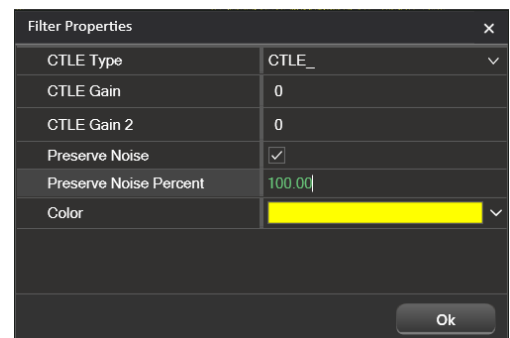 Filter Properties
CTLE Type CTLE_
CTLE Gain 0
CTLE Gain 2 0
Preserve Noise
Preserve Noise Percent 100.00
Color
Ok